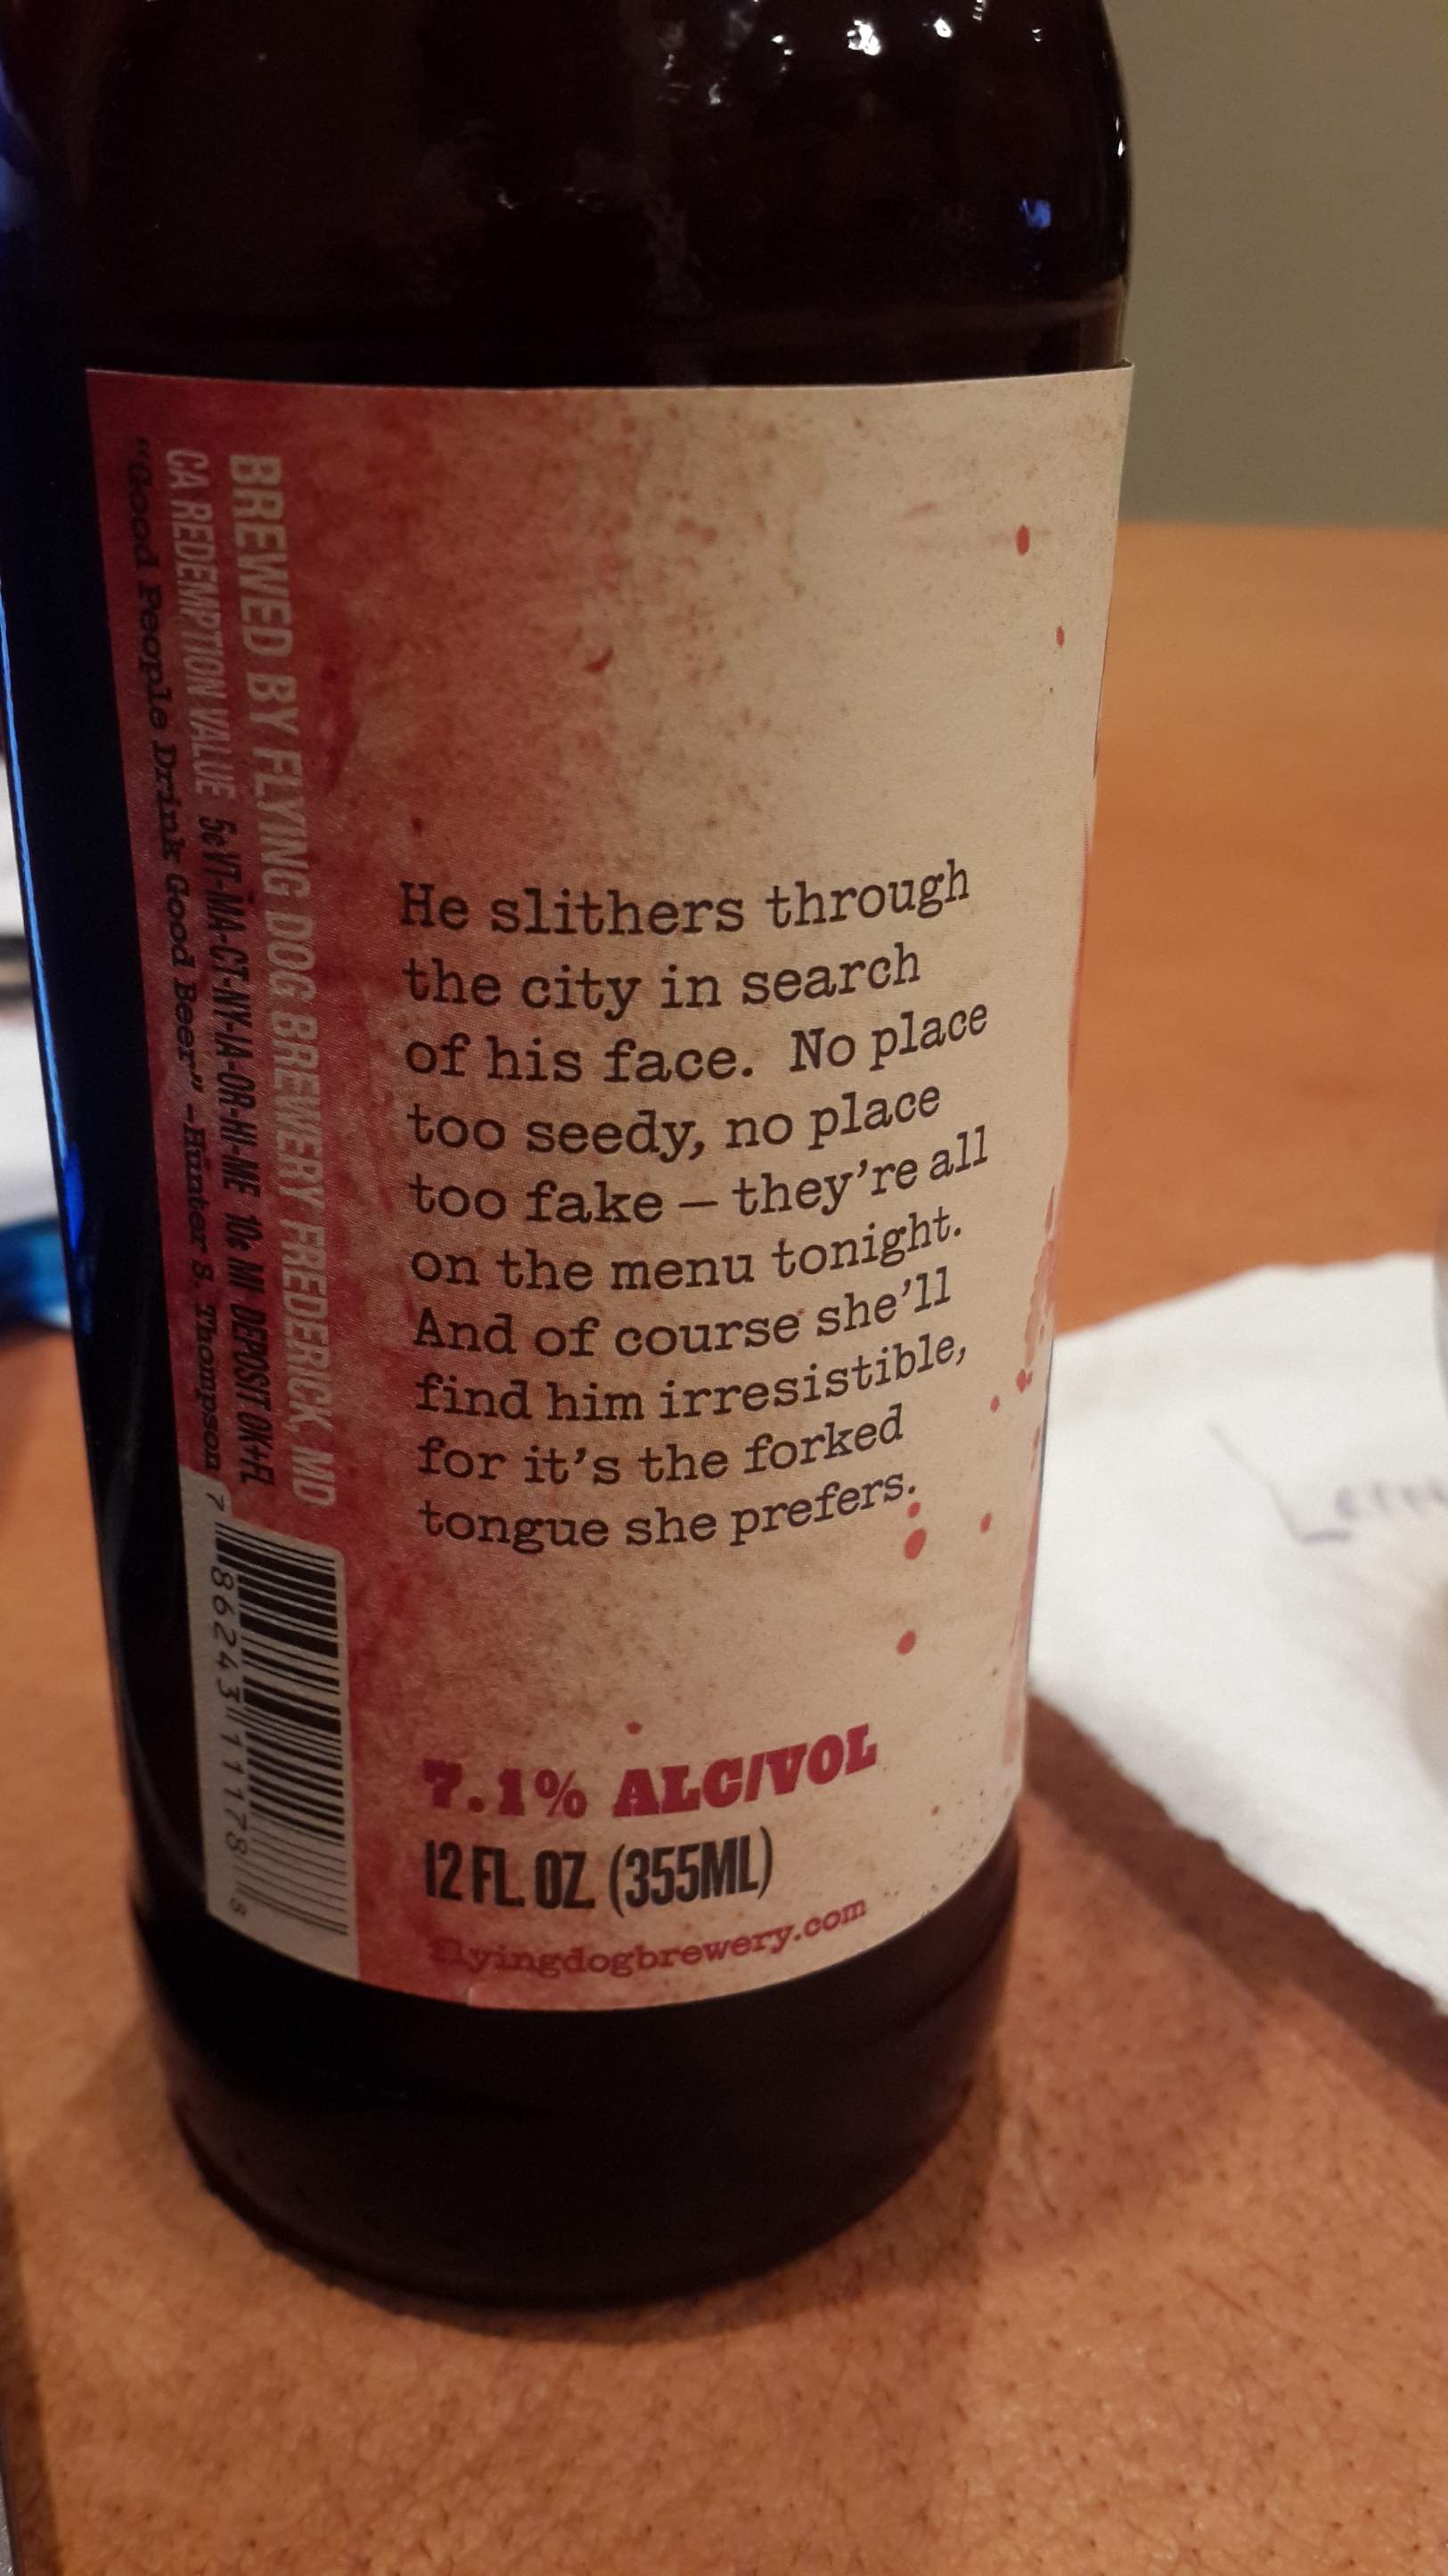 "Good People Drink Good Beer" -Hunter S. Thompson
CA REDEMPTION VALUE 5¢ VT-MA-CT-NY-IA-OR-HI-ME 10¢ MI DEPOSIT OK+FL
BREWED BY FLYING DOG BREWERY FREDERICK, MD
He slithers through
the city in search
of his face. No place
too seedy, no place
too fake – they're all
on the menu tonight.
And of course she'll
find him irresistible,
for it's the forked
tongue she prefers.
7.1% ALC/VOL
12 FL. OZ. (355ML)
flyingdogbrewery.com
7 86243 11178 8